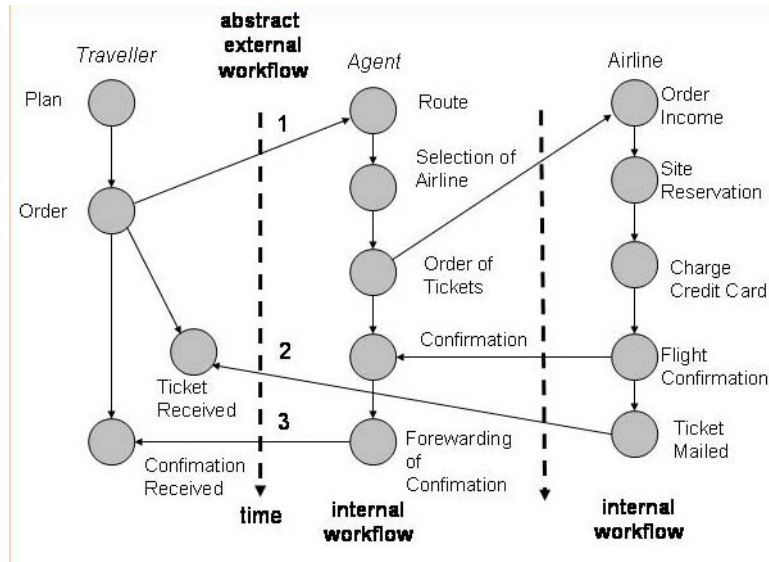 abstract
external
workflow
Traveller
Agent
Airline
Plan
1
Route
Order
Income
Selection of
Airline
Site
Reservation
Order
Order of
Tickets
Charge
Credit Card
2
Confirmation
Flight
Confirmation
Ticket
Received
3
Ticket
Mailed
Confimation
Received
Forewarding
of
Confimation
time
internal
workflow
internal
workflow